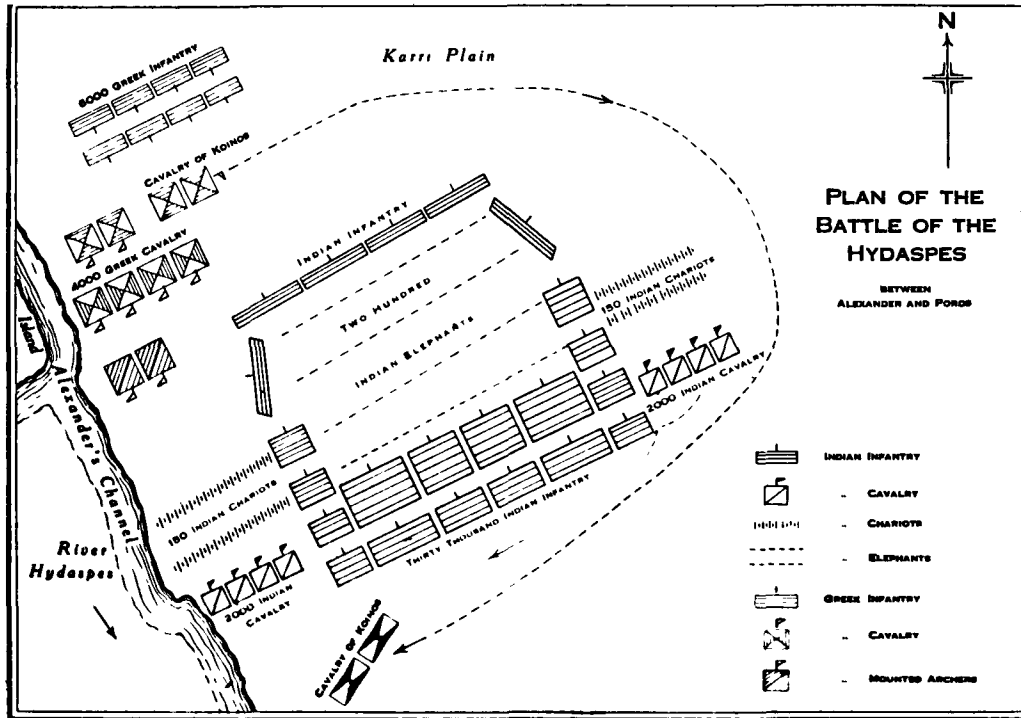 Karri Plain
N
6000 Greek Infantry
Cavalry of Koinos
4000 Greek Cavalry
Indian Infantry
Two Hundred
Indian Elephants
150 Indian Chariots
2000 Indian Cavalry
Plan of the
Battle of the
Hydaspes
between
Alexander and Poros
Island
Alexander's Channel
River
Hydaspes
150 Indian Chariots
2000 Indian
Cavalry
Thirty Thousand Indian Infantry
Cavalry of Koinos
Indian Infantry
" Cavalry
" Chariots
" Elephants
Greek Infantry
" Cavalry
" Mounted Archers